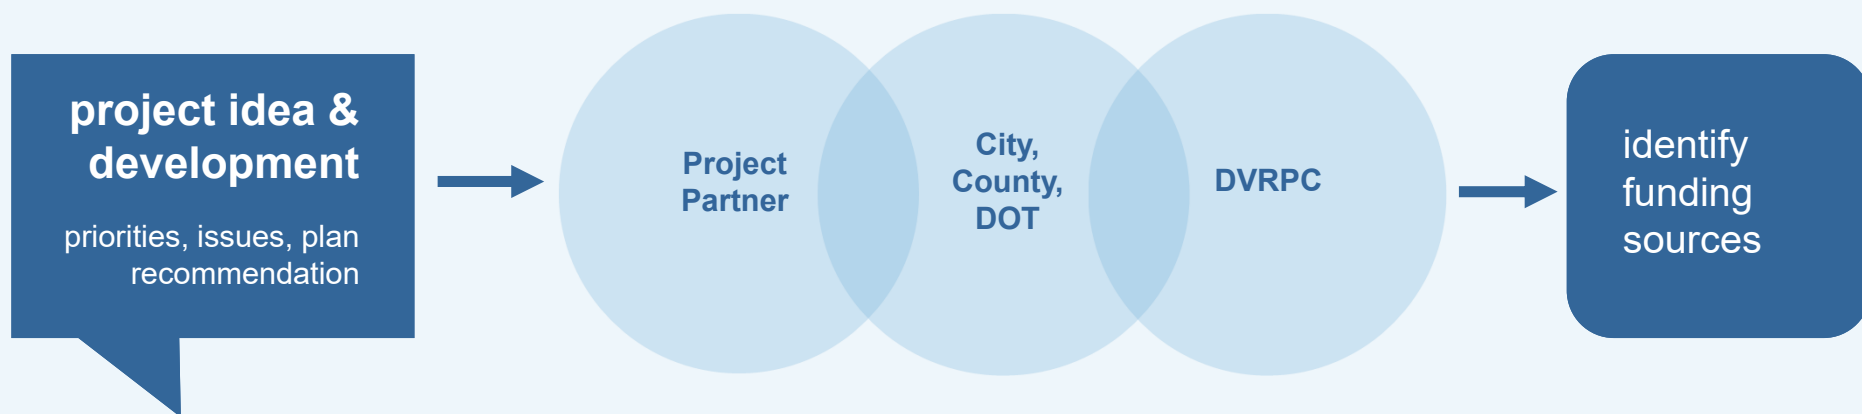 project idea &
development
priorities, issues, plan
recommendation
Project
Partner
City,
County,
DOT
DVRPC
identify
funding
sources